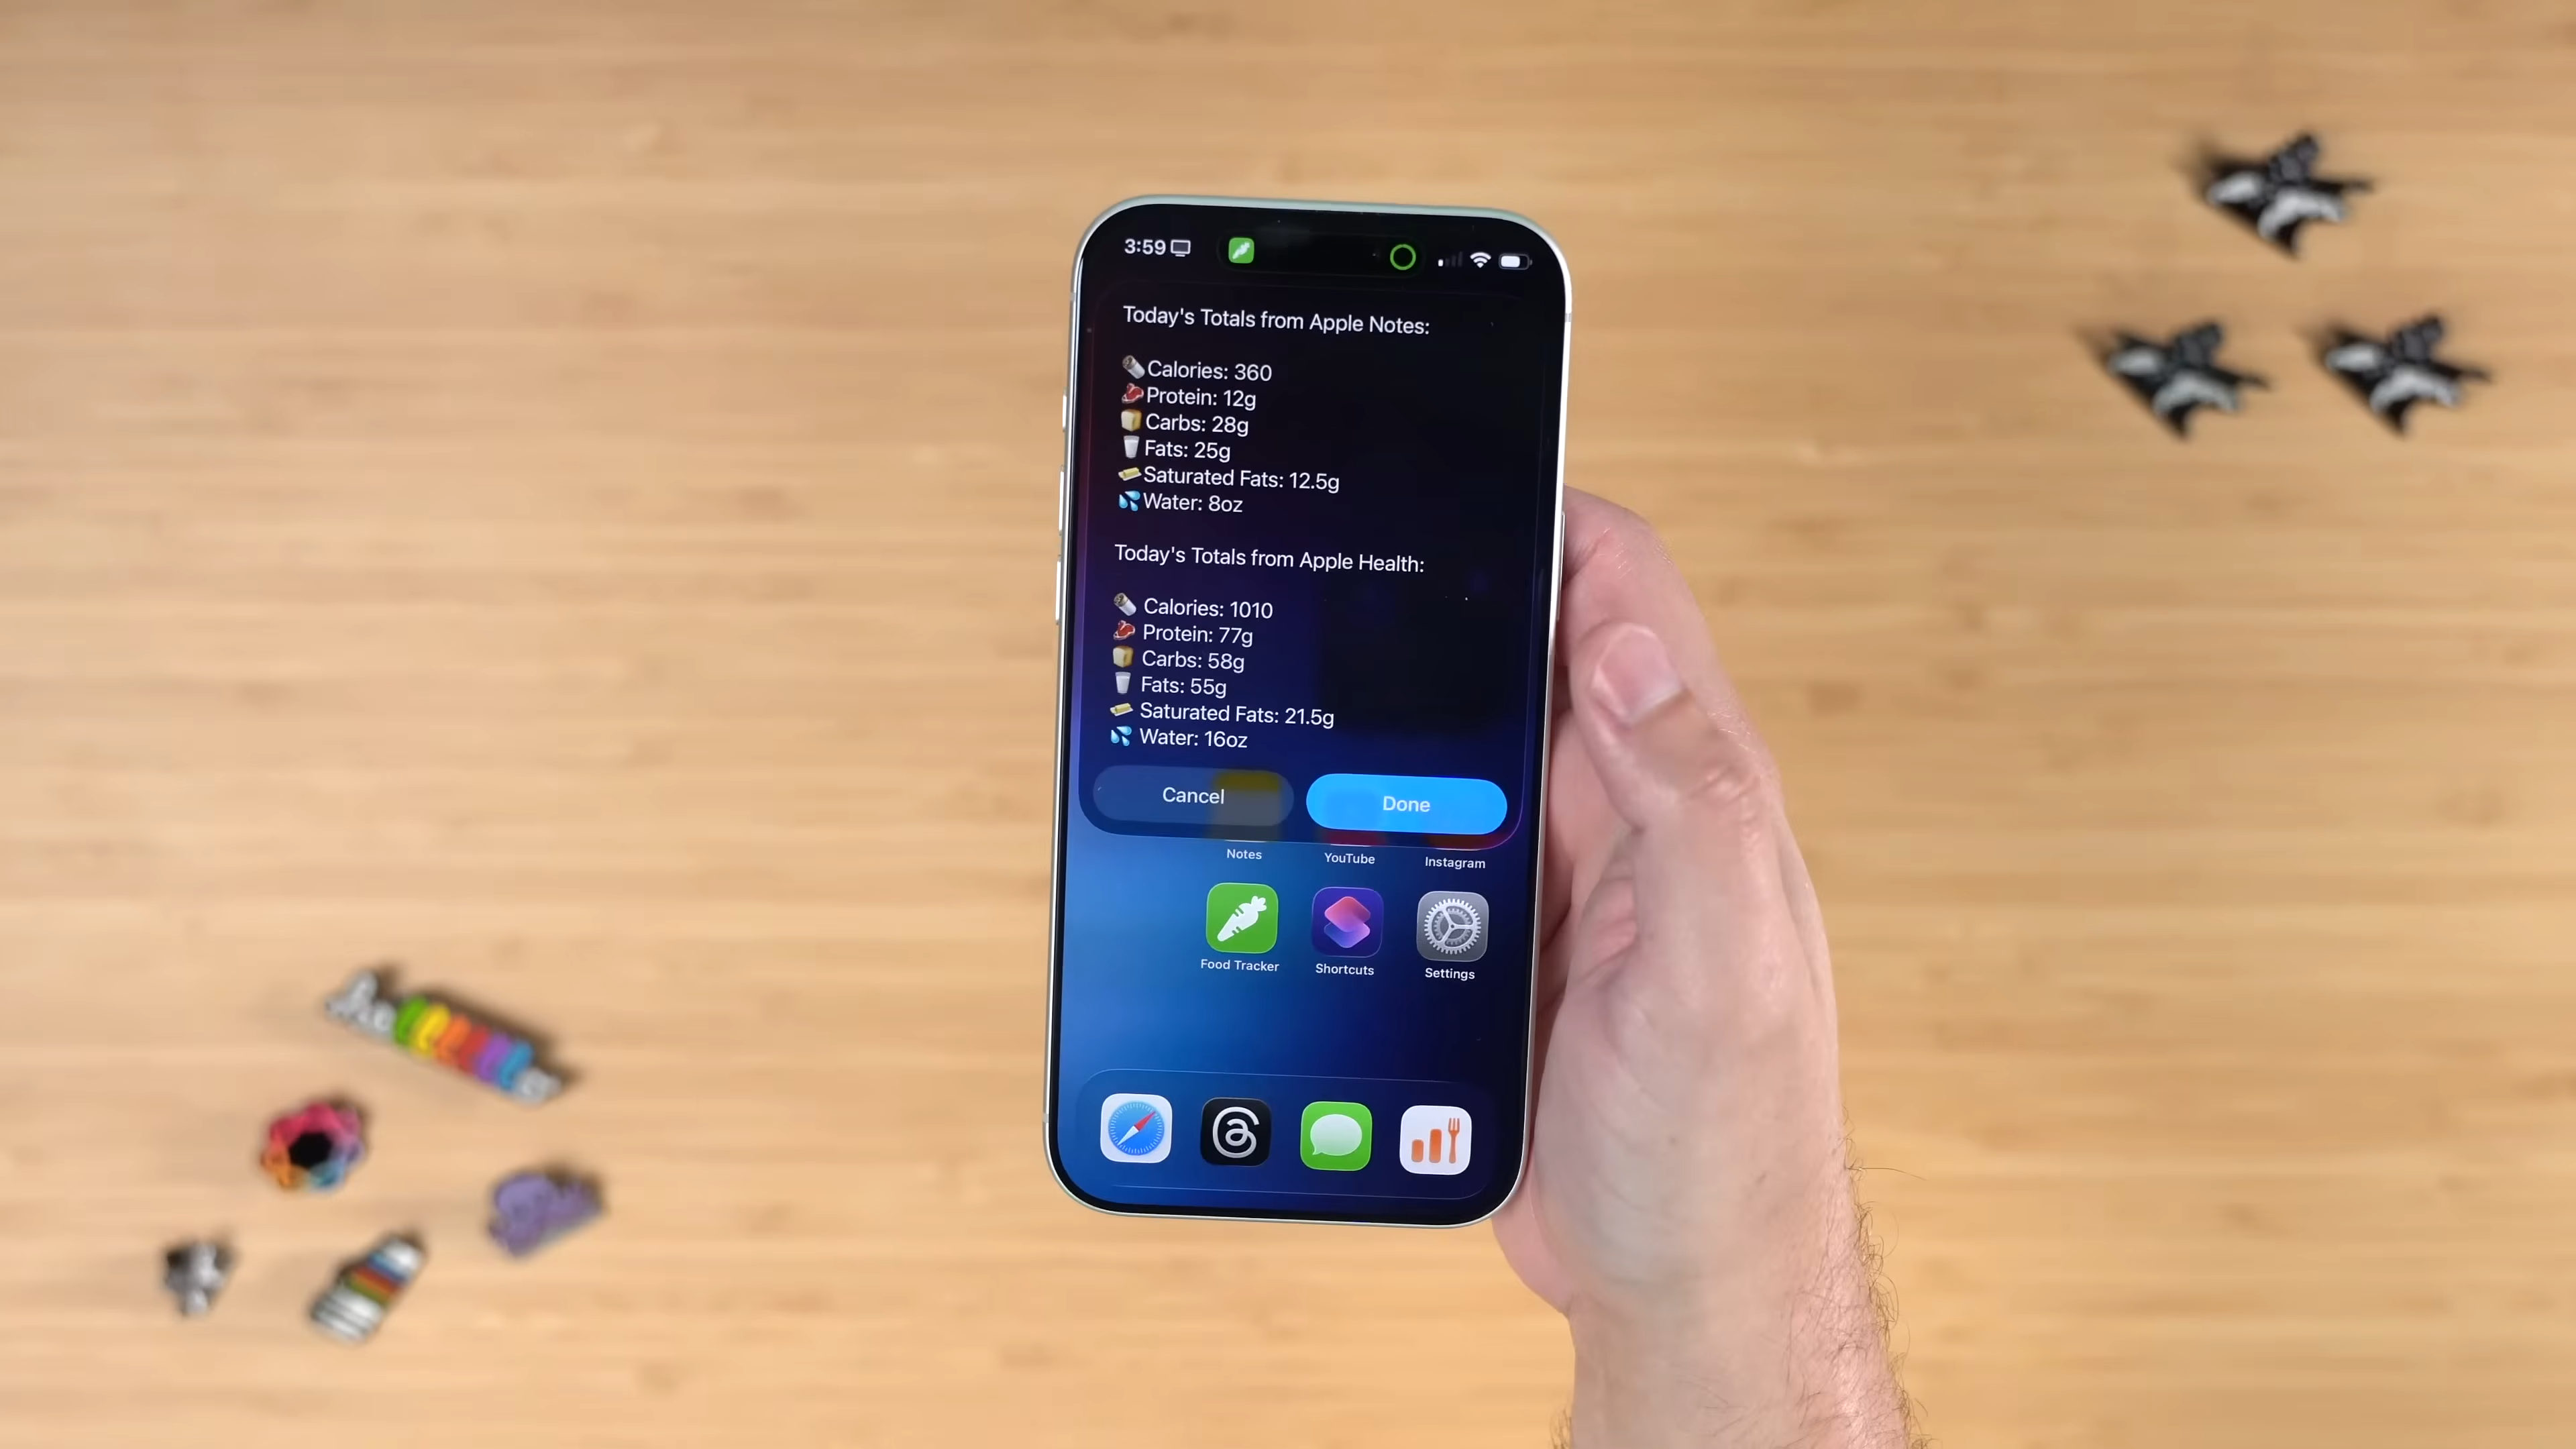 3:59
Today's Totals from Apple Notes:
Calories: 360
Protein: 12g
Carbs: 28g
Fats: 25g
Saturated Fats: 12.5g
Water: 8oz
Today's Totals from Apple Health:
Calories: 1010
Protein: 77g
Carbs: 58g
Fats: 55g
Saturated Fats: 21.5g
Water: 16oz
Cancel Done
Notes YouTube Instagram
Food Tracker Shortcuts Settings